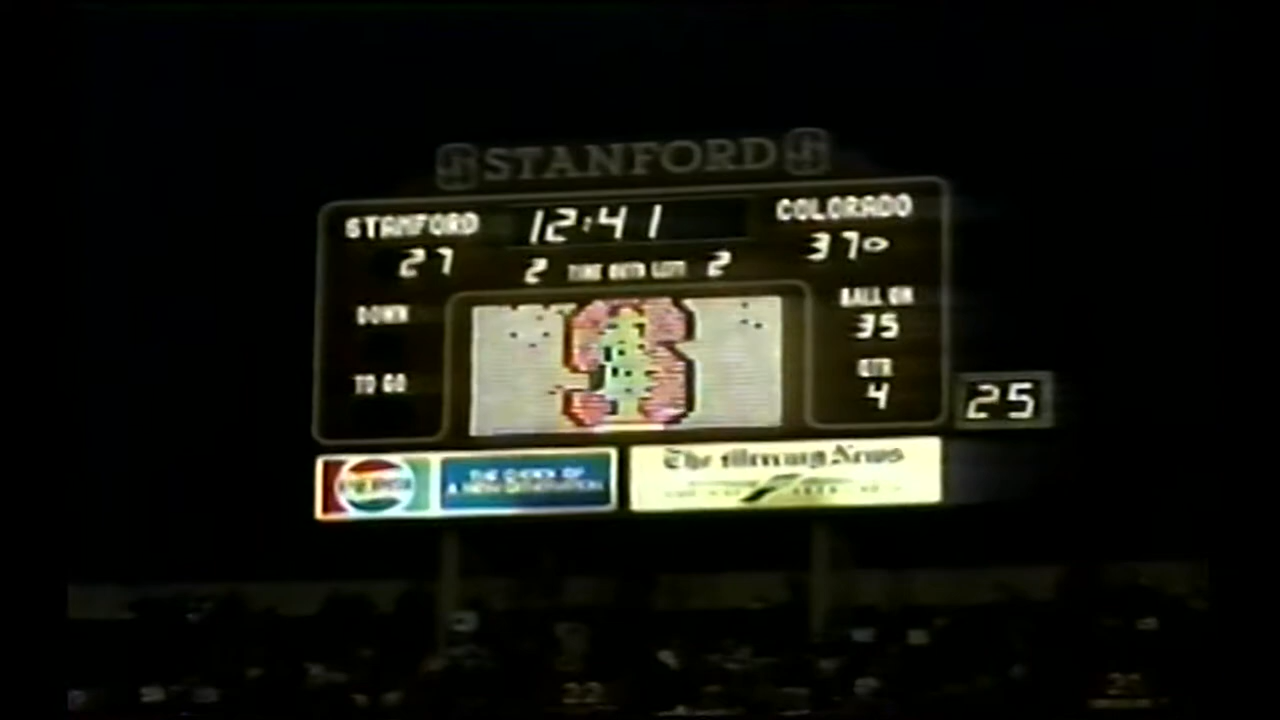 STANFORD
STANFORD 12:41 COLORADO
27 2 TIME OUTS LEFT 2 37
DOWN
BALL ON
35
TO GO
QTR
4
25
S
PEPSI
THE CHOICE OF
A NEW GENERATION
The Mercury News